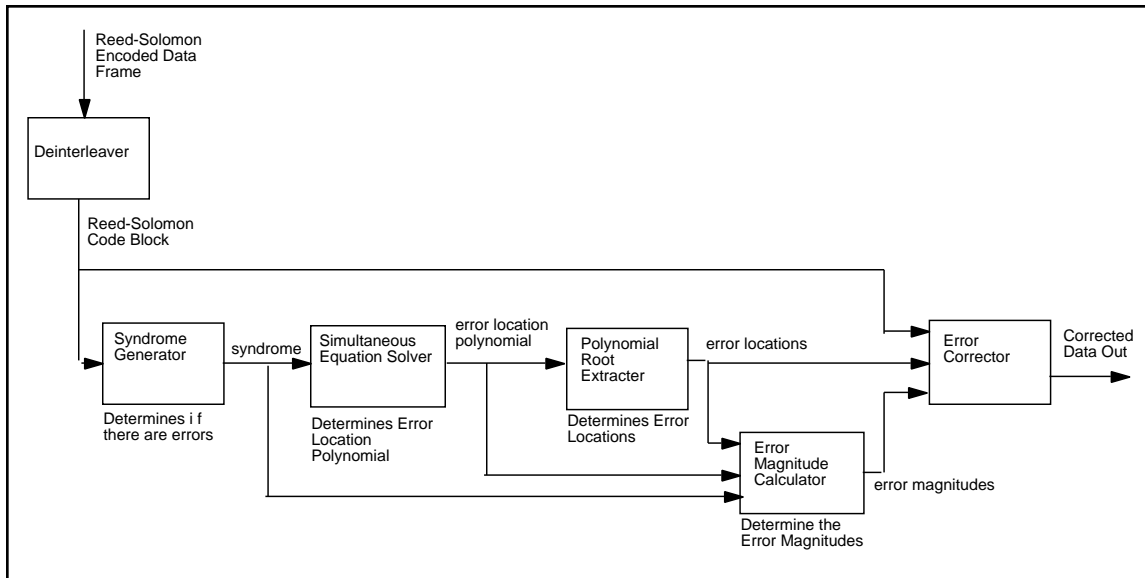 Reed-Solomon
Encoded Data
Frame
Deinterleaver
Reed-Solomon
Code Block
Syndrome
Generator
Determines i f
there are errors
syndrome
Simultaneous
Equation Solver
Determines Error
Location
Polynomial
error location
polynomial
Polynomial
Root
Extracter
Determines Error
Locations
error locations
Error
Magnitude
Calculator
Determine the
Error Magnitudes
error magnitudes
Error
Corrector
Corrected
Data Out